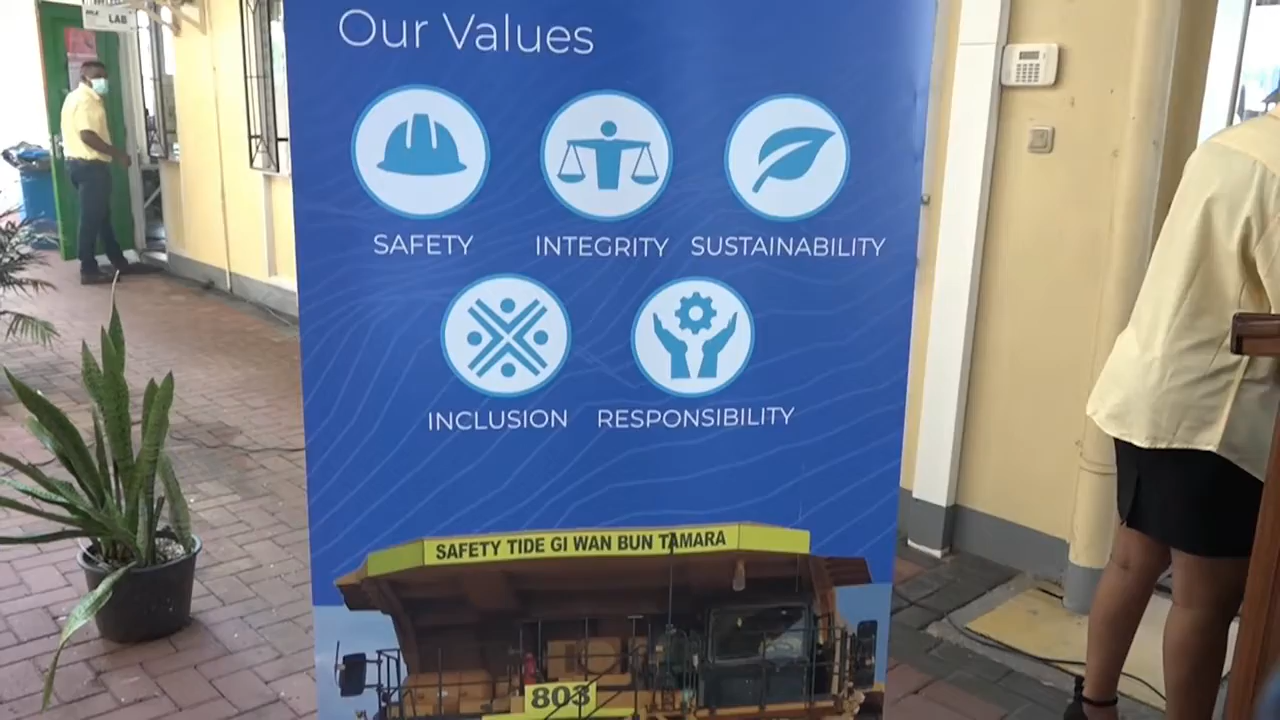 LAB
Our Values
SAFETY INTEGRITY SUSTAINABILITY
INCLUSION RESPONSIBILITY
SAFETY TIDE GI WAN BUN TAMARA
803